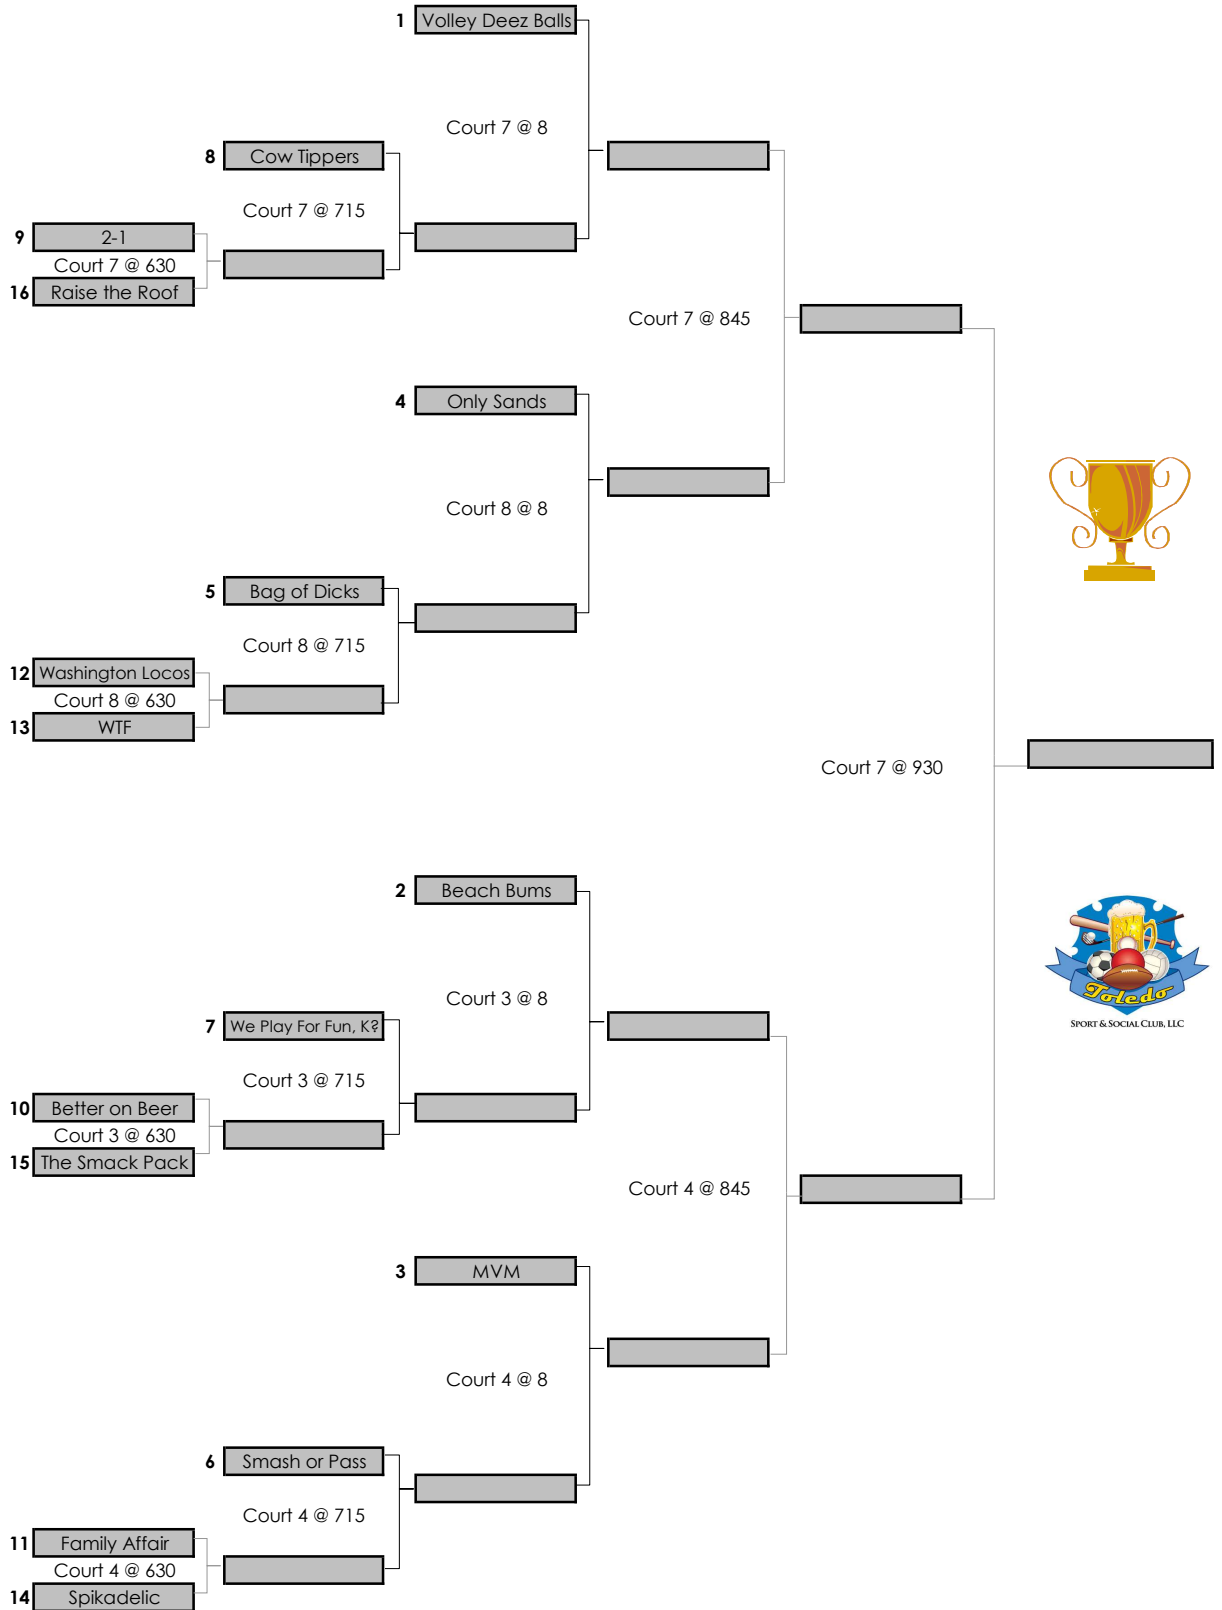 1 Volley Deez Balls
Court 7 @ 8
8 Cow Tippers
Court 7 @ 715
9 2-1
Court 7 @ 630
16 Raise the Roof
Court 7 @ 845
4 Only Sands
Court 8 @ 8
5 Bag of Dicks
Court 8 @ 715
12 Washington Locos
Court 8 @ 630
13 WTF
Court 7 @ 930
2 Beach Bums
Court 3 @ 8
7 We Play For Fun, K?
Court 3 @ 715
10 Better on Beer
Court 3 @ 630
15 The Smack Pack
Court 4 @ 845
3 MVM
Court 4 @ 8
6 Smash or Pass
Court 4 @ 715
11 Family Affair
Court 4 @ 630
14 Spikadelic
Toledo
SPORT & SOCIAL CLUB, LLC